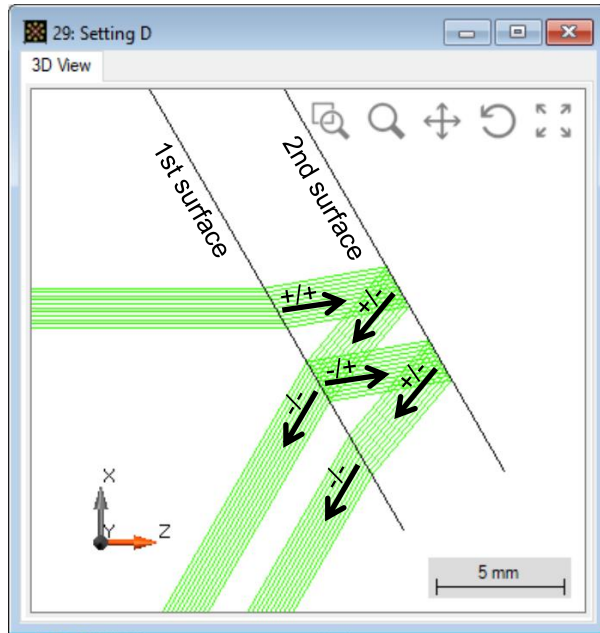 29: Setting D
3D View
1st surface
2nd surface
+/+
+/-
-/+
+/-
-/-
-/-
X
Y
Z
5 mm